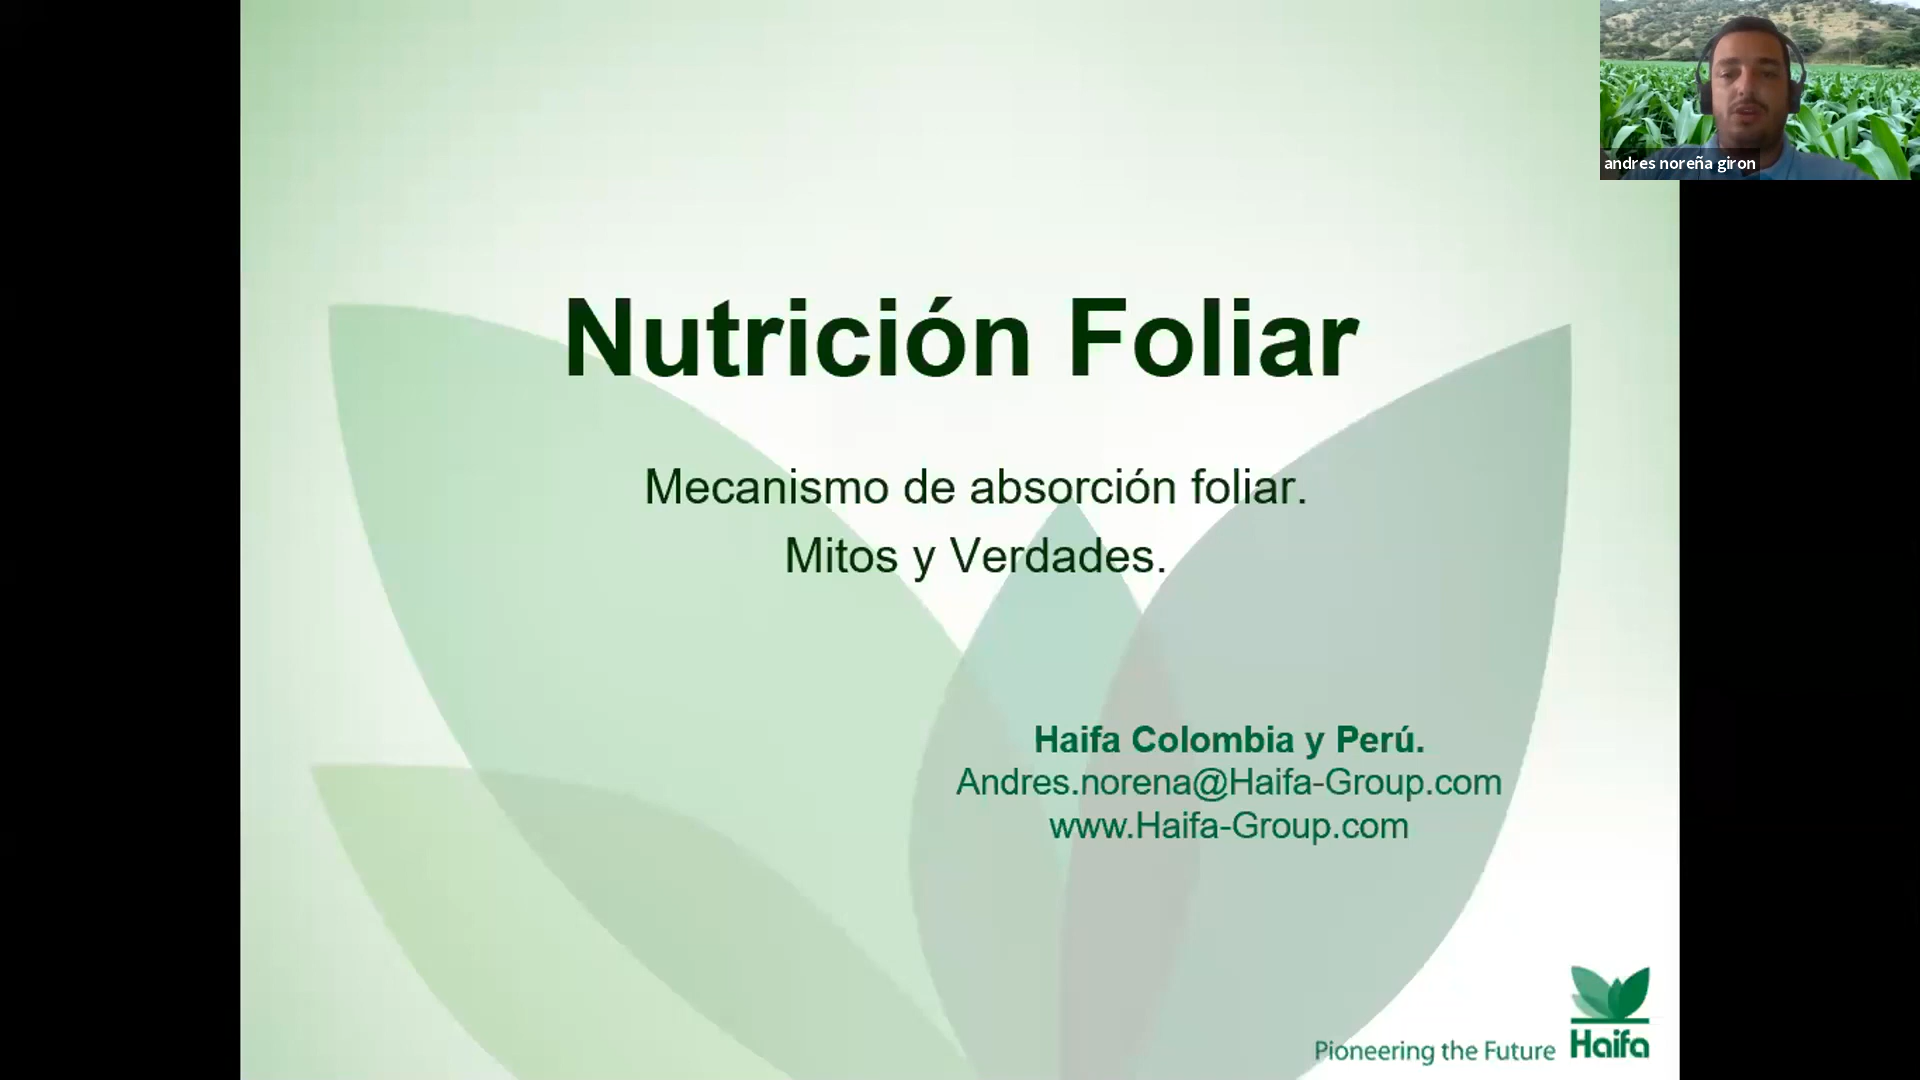 andres noreña giron
Nutrición Foliar
Mecanismo de absorción foliar.
Mitos y Verdades.
Haifa Colombia y Perú.
Andres.norena@Haifa-Group.com
www.Haifa-Group.com
Pioneering the Future
Haifa